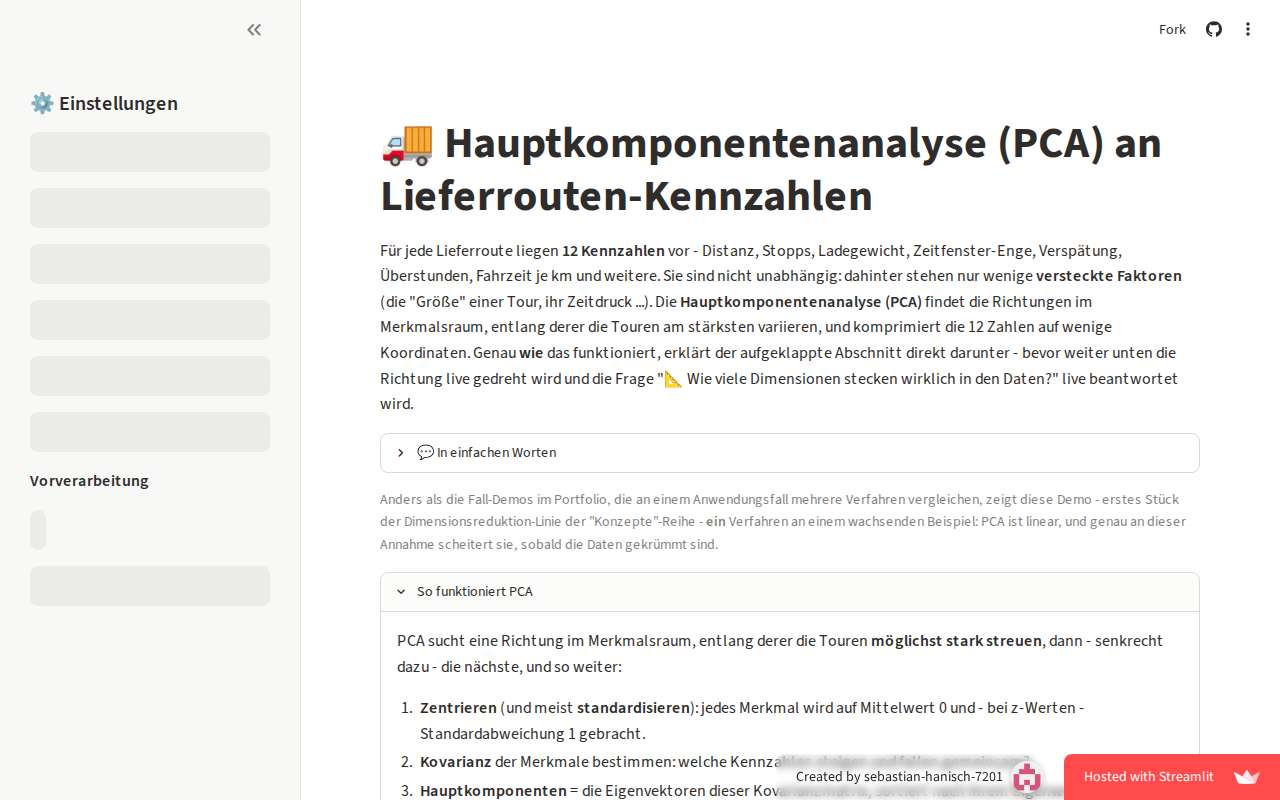 Fork
⚙️ Einstellungen
Vorverarbeitung
🚚 Hauptkomponentenanalyse (PCA) an
Lieferrouten-Kennzahlen
Für jede Lieferroute liegen 12 Kennzahlen vor - Distanz, Stopps, Ladegewicht, Zeitfenster-Enge, Verspätung,
Überstunden, Fahrzeit je km und weitere. Sie sind nicht unabhängig: dahinter stehen nur wenige versteckte Faktoren
(die "Größe" einer Tour, ihr Zeitdruck ...). Die Hauptkomponentenanalyse (PCA) findet die Richtungen im
Merkmalsraum, entlang derer die Touren am stärksten variieren, und komprimiert die 12 Zahlen auf wenige
Koordinaten. Genau wie das funktioniert, erklärt der aufgeklappte Abschnitt direkt darunter - bevor weiter unten die
Richtung live gedreht wird und die Frage "📐 Wie viele Dimensionen stecken wirklich in den Daten?" live beantwortet
wird.
💬 In einfachen Worten
Anders als die Fall-Demos im Portfolio, die an einem Anwendungsfall mehrere Verfahren vergleichen, zeigt diese Demo - erstes Stück
der Dimensionsreduktion-Linie der "Konzepte"-Reihe - ein Verfahren an einem wachsenden Beispiel: PCA ist linear, und genau an dieser
Annahme scheitert sie, sobald die Daten gekrümmt sind.
So funktioniert PCA
PCA sucht eine Richtung im Merkmalsraum, entlang derer die Touren möglichst stark streuen, dann - senkrecht
dazu - die nächste, und so weiter:
1. Zentrieren (und meist standardisieren): jedes Merkmal wird auf Mittelwert 0 und - bei z-Werten -
Standardabweichung 1 gebracht.
2. Kovarianz der Merkmale bestimmen: welche Kennzahlen steigen und fallen gemeinsam?
3. Hauptkomponenten = die Eigenvektoren dieser Kovarianzmatrix, sortiert nach ihrem
Created by sebastian-hanisch-7201
Hosted with Streamlit